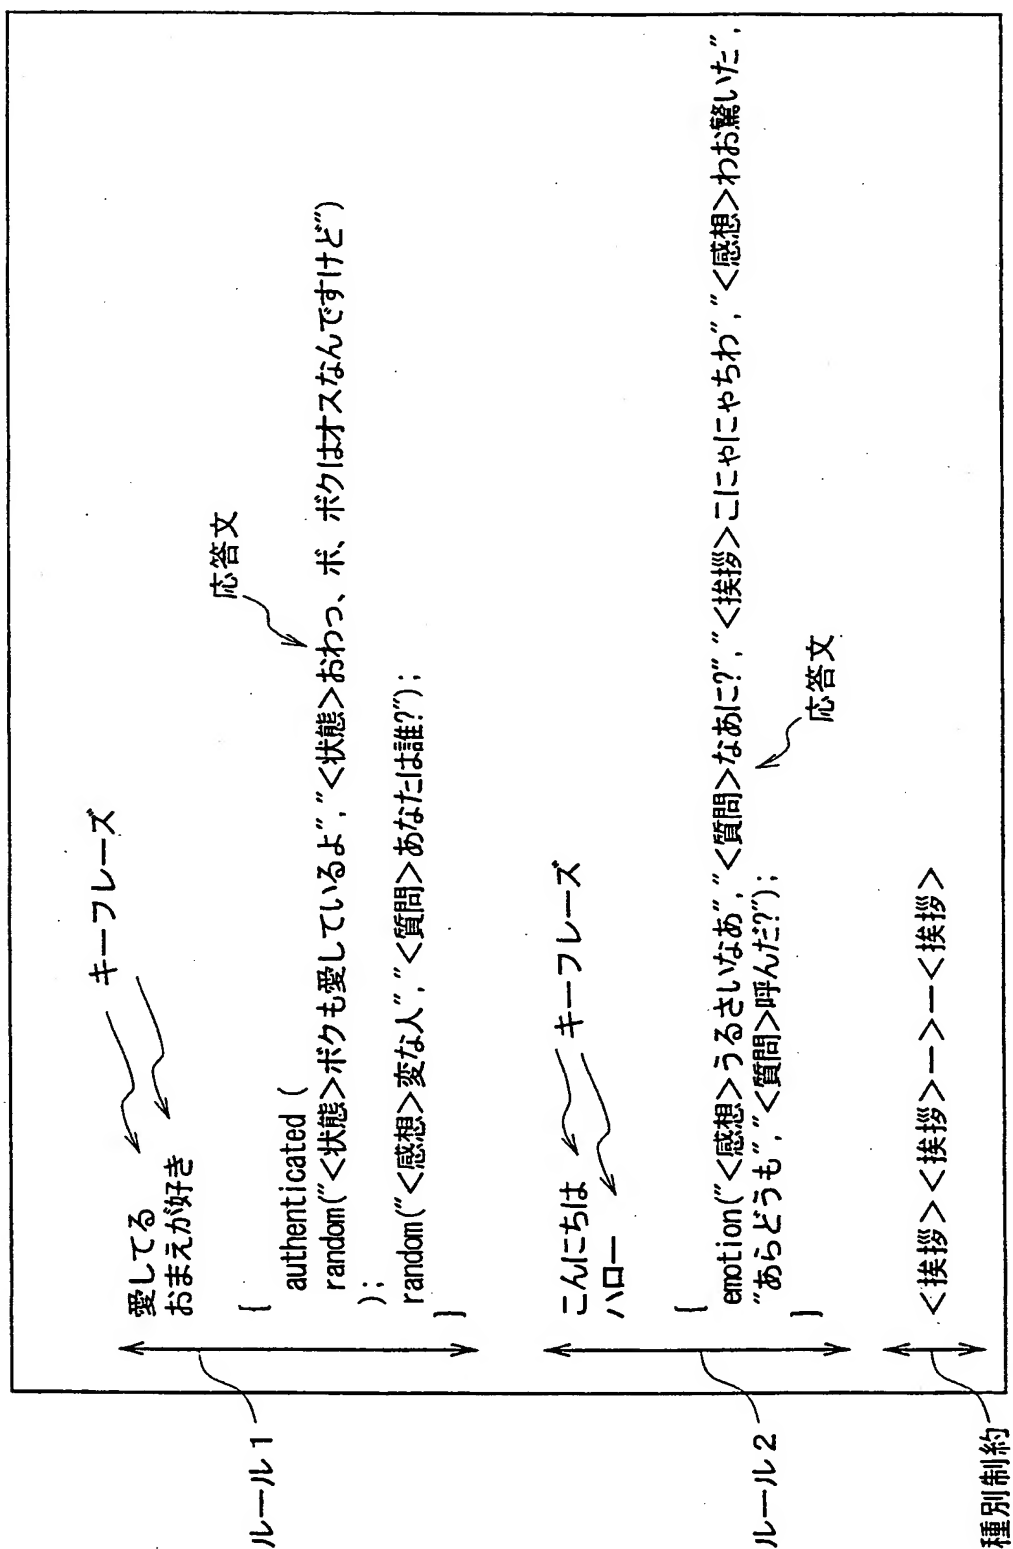 ルール1
愛してる
おまえが好き
キーフレーズ
{
authenticated (
random("<状態>ボクも愛しているよ","<状態>おわっ、ボ、ボクはオスなんですけど")
);
random("<感想>変な人","<質問>あなたは誰?");
}
応答文
ルール2
こんにちは
ハロー
キーフレーズ
{
emotion("<感想>うるさいなあ","<質問>なあに?","<挨拶>こにゃにゃちわ","<感想>わお驚いた",
"あらどうも","<質問>呼んだ?");
}
応答文
種別制約
<挨拶><挨拶>ー>ー<挨拶>